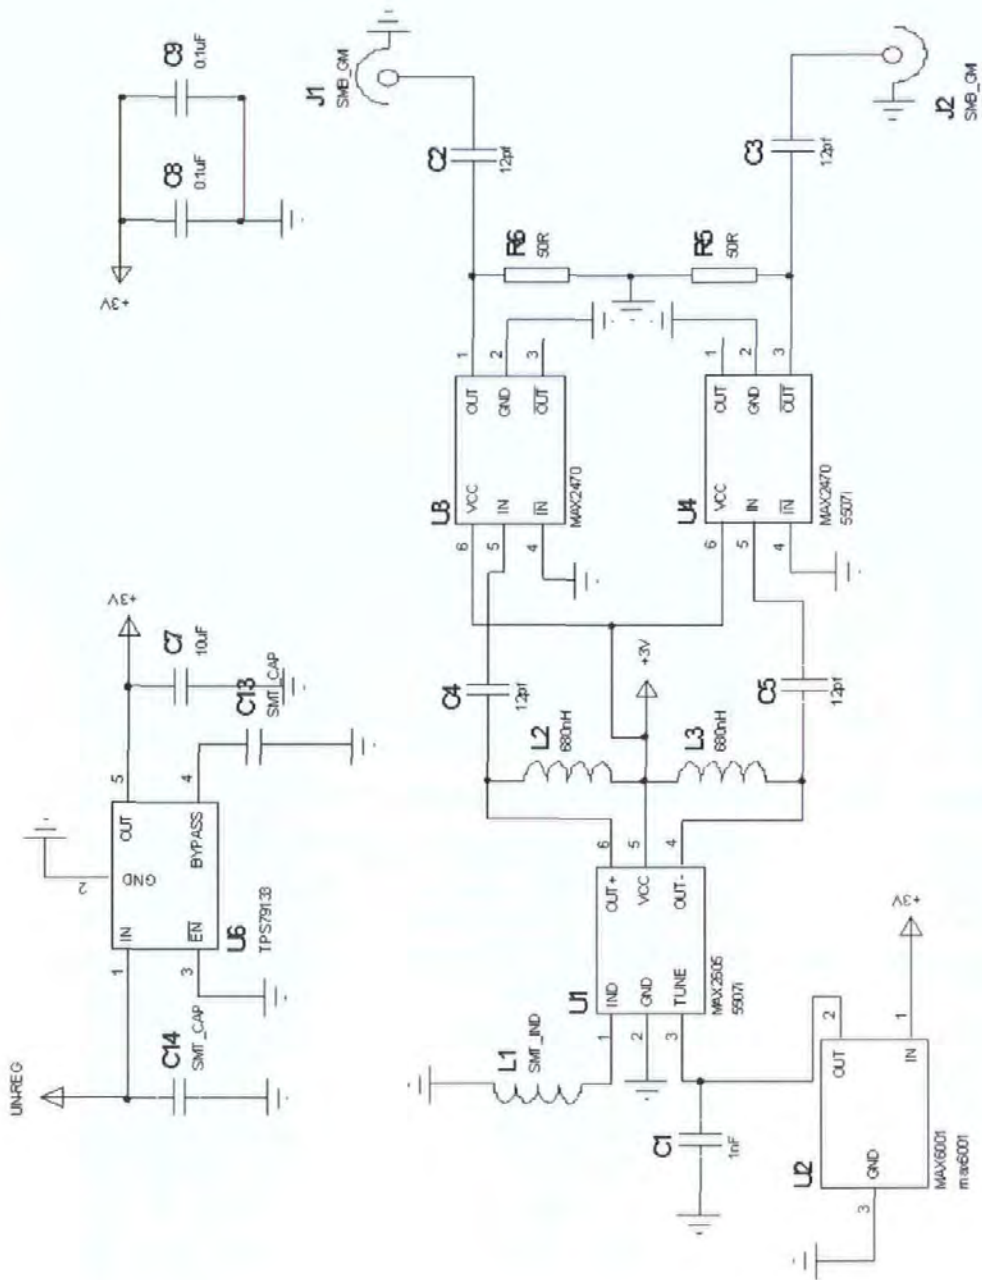 UN-REG
C14
SMT_CAP
1
3
IN
EN
GND
2
OUT
BYPASS
U6
TPS79133
5
4
+3V
C7
10uF
C13
SMT_CAP
+3V
C8
0.1uF
C9
0.1uF
L1
SMT_IND
C1
1nF
U2
MAX6001
max6001
GND
3
OUT
2
IN
1
+3V
U1
MAX2605
5507i
IND
1
GND
2
TUNE
3
OUT+
6
VCC
5
OUT-
4
L2
680nH
L3
680nH
+3V
C4
12pf
C5
12pf
U3
MAX2470
VCC
6
IN
5
IN
4
OUT
1
GND
2
OUT
3
U4
MAX2470
5507i
VCC
6
IN
5
IN
4
OUT
1
GND
2
OUT
3
R6
50R
R5
50R
C2
12pf
C3
12pf
J1
SMB_GM
J2
SMB_GM